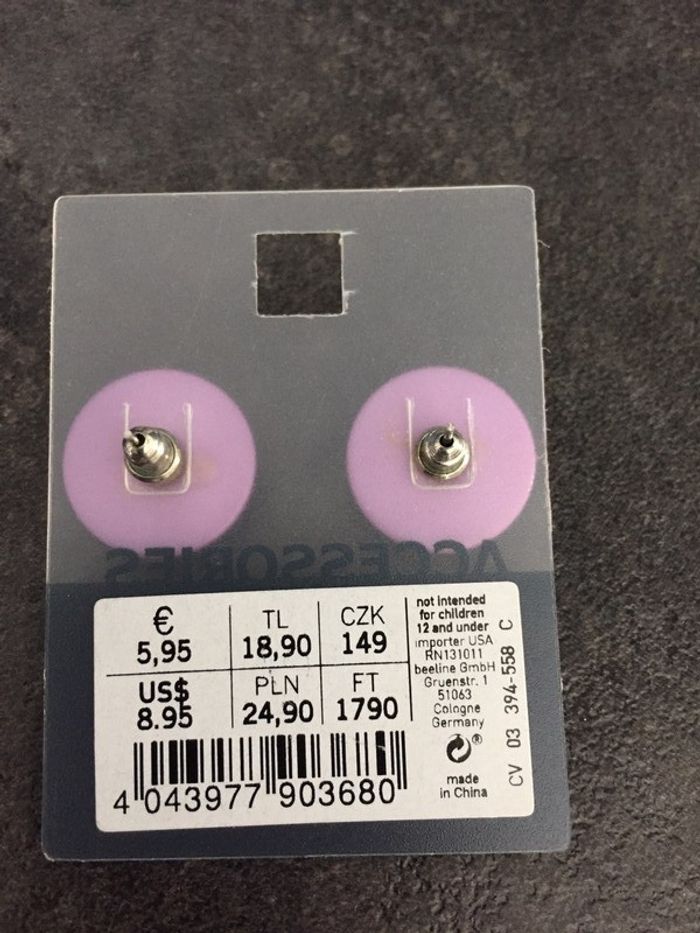 ACCESSORIES
€ TL CZK
5,95 18,90 149
US$ PLN FT
8.95 24,90 1790
4 043977 903680
not intended
for children
12 and under
importer USA
RN131011
beeline GmbH
Gruenstr. 1
51063
Cologne
Germany
made
in China
CV 03 394-558 C